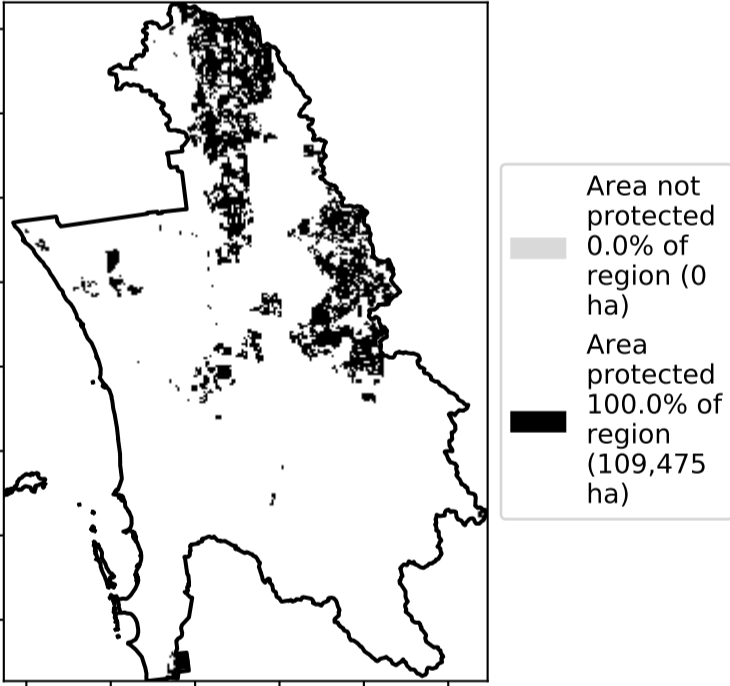 Area not
protected
0.0% of
region (0
ha)
Area
protected
100.0% of
region
(109,475
ha)